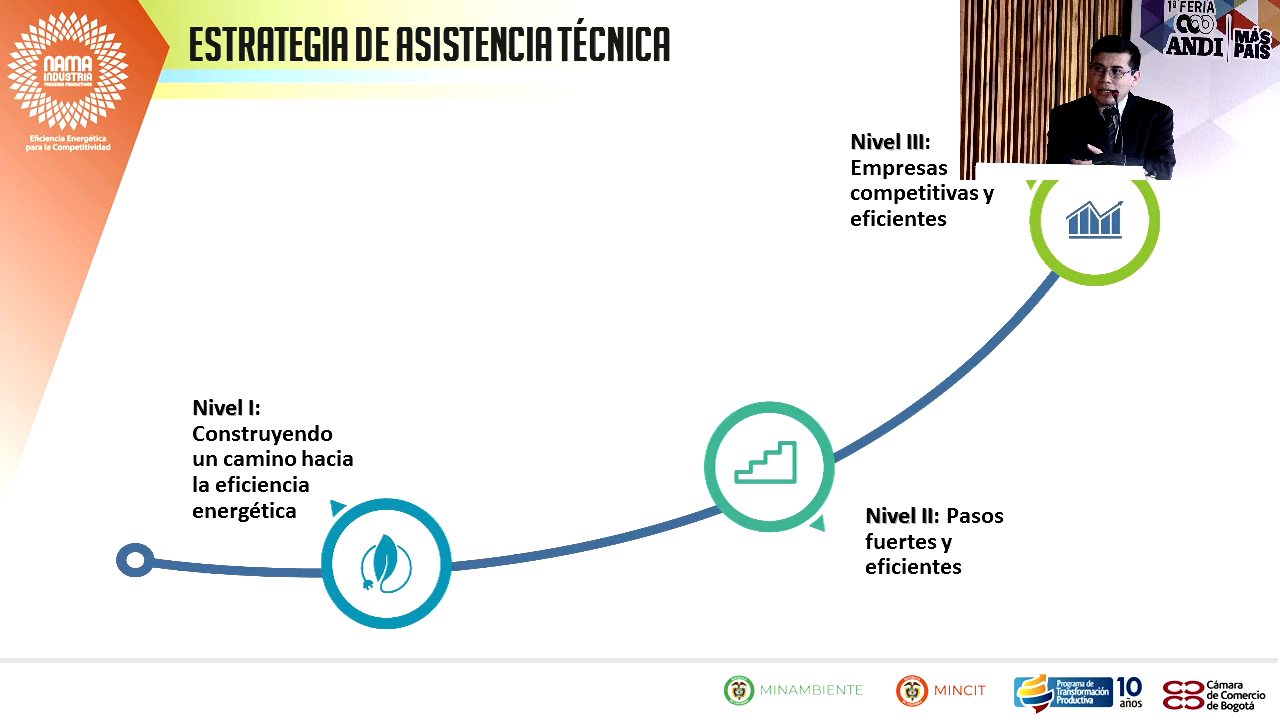 ESTRATEGIA DE ASISTENCIA TÉCNICA
NAMA
INDUSTRIA
PROCESOS PRODUCTIVOS
Eficiencia Energética
para la Competitividad
1ª FERIA
ANDI
MÁS
PAÍS
Nivel III:
Empresas
competitivas y
eficientes
Nivel I:
Construyendo
un camino hacia
la eficiencia
energética
Nivel II: Pasos
fuertes y
eficientes
MINAMBIENTE
MINCIT
Programa de
Transformación
Productiva
10
años
Cámara
de Comercio
de Bogotá